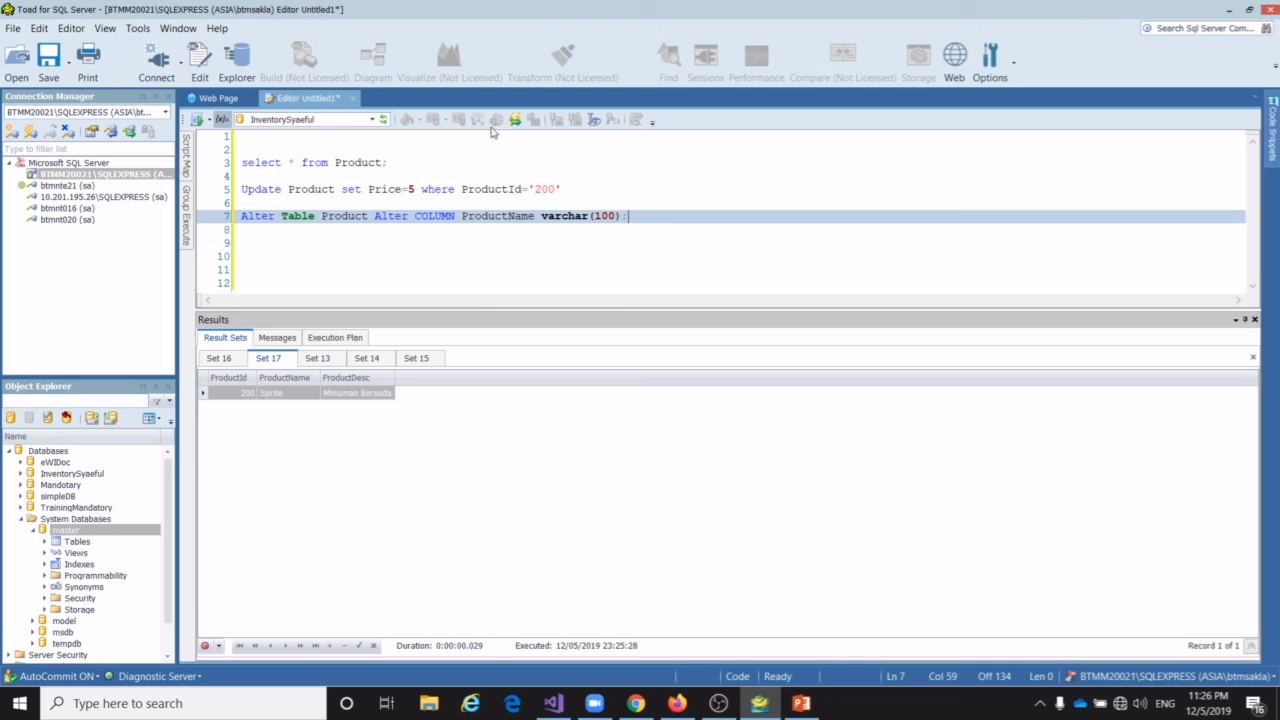 Toad for SQL Server - [BTMM20021\SQLEXPRESS (ASIA\btmsakla) Editor Untitled1*]
File Edit Editor View Tools Window Help
Search Sql Server Com...
Open Save Print Connect Edit Explorer Build (Not Licensed) Diagram Visualize (Not Licensed) Transform (Not Licensed) Find Sessions Performance Compare (Not Licensed) Storage Web Options
Connection Manager
BTMM20021\SQLEXPRESS (ASIA\bt...
Type to filter list
Microsoft SQL Server
BTMM20021\SQLEXPRESS (A...
btmnte21 (sa)
10.201.195.26\SQLEXPRESS (sa)
btmnt016 (sa)
btmnt020 (sa)
Object Explorer
Name
Databases
eWIDoc
InventorySyaeful
Mandotary
simpleDB
TrainingMandatory
System Databases
master
Tables
Views
Indexes
Programmability
Synonyms
Security
Storage
model
msdb
tempdb
Server Security
Web Page Editor Untitled1*
InventorySyaeful
Script Map
Group Execute
Code Snippets
1
2
3 select * from Product;
4
5 Update Product set Price=5 where ProductId='200'
6
7 Alter Table Product Alter COLUMN ProductName varchar(100);
8
9
10
11
12
Results
Result Sets Messages Execution Plan
Set 16 Set 17 Set 13 Set 14 Set 15
ProductId ProductName ProductDesc
200 Sprite Minuman Bersoda
Duration: 0:00:00.029 Executed: 12/05/2019 23:25:28 Record 1 of 1
AutoCommit ON Diagnostic Server Code Ready Ln 7 Col 59 Off 134 Len 0 BTMM20021\SQLEXPRESS (ASIA\btmsakla)
Type here to search
ENG
11:26 PM
12/5/2019
16